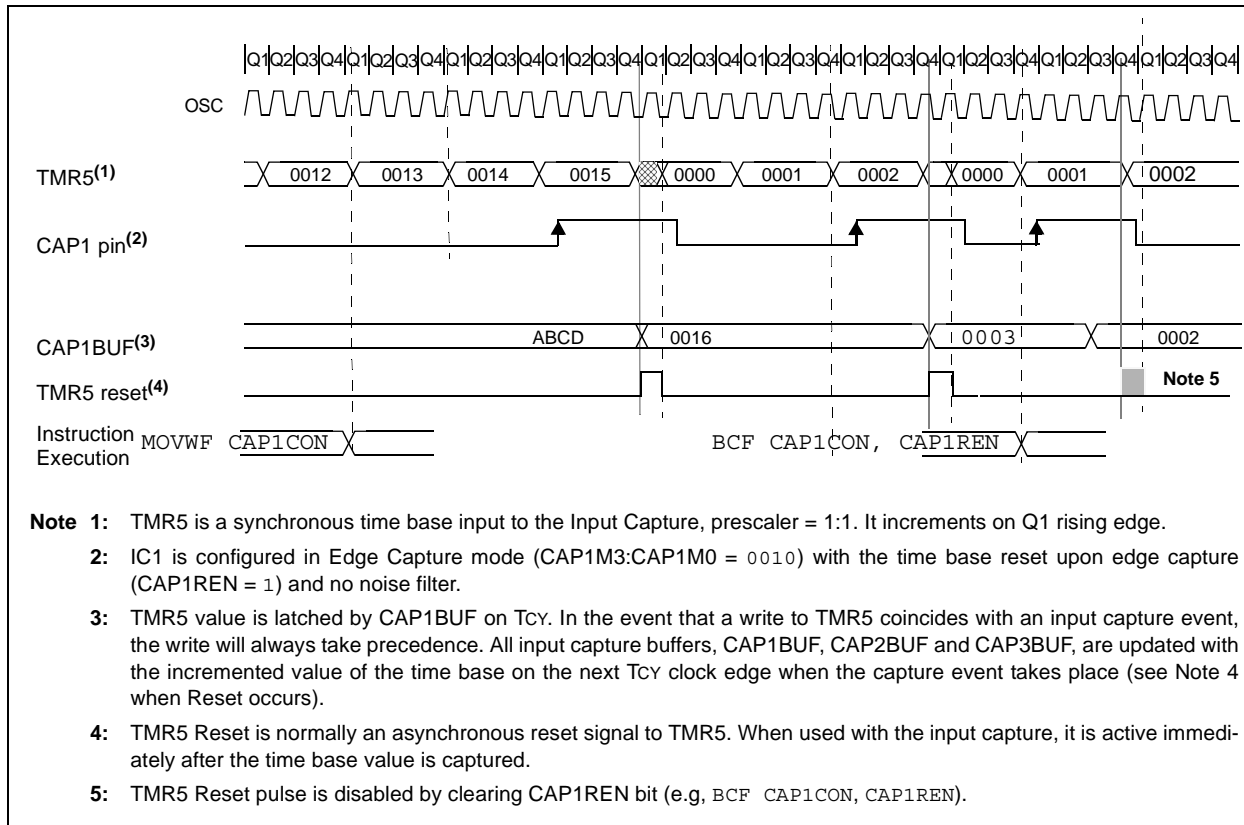 Q1 Q2 Q3 Q4 Q1 Q2 Q3 Q4 Q1 Q2 Q3 Q4 Q1 Q2 Q3 Q4 Q1 Q2 Q3 Q4 Q1 Q2 Q3 Q4 Q1 Q2 Q3 Q4 Q1 Q2 Q3 Q4 Q1 Q2 Q3 Q4 Q1 Q2 Q3 Q4
OSC
TMR5(1) 0012 0013 0014 0015 0000 0001 0002 0000 0001 0002
CAP1 pin(2)
CAP1BUF(3) ABCD 0016 0003 0002
TMR5 reset(4) Note 5
Instruction Execution MOVWF CAP1CON BCF CAP1CON, CAP1REN
Note 1: TMR5 is a synchronous time base input to the Input Capture, prescaler = 1:1. It increments on Q1 rising edge.
2: IC1 is configured in Edge Capture mode (CAP1M3:CAP1M0 = 0010) with the time base reset upon edge capture
(CAP1REN = 1) and no noise filter.
3: TMR5 value is latched by CAP1BUF on TCY. In the event that a write to TMR5 coincides with an input capture event,
the write will always take precedence. All input capture buffers, CAP1BUF, CAP2BUF and CAP3BUF, are updated with
the incremented value of the time base on the next TCY clock edge when the capture event takes place (see Note 4
when Reset occurs).
4: TMR5 Reset is normally an asynchronous reset signal to TMR5. When used with the input capture, it is active immedi-
ately after the time base value is captured.
5: TMR5 Reset pulse is disabled by clearing CAP1REN bit (e.g, BCF CAP1CON, CAP1REN).